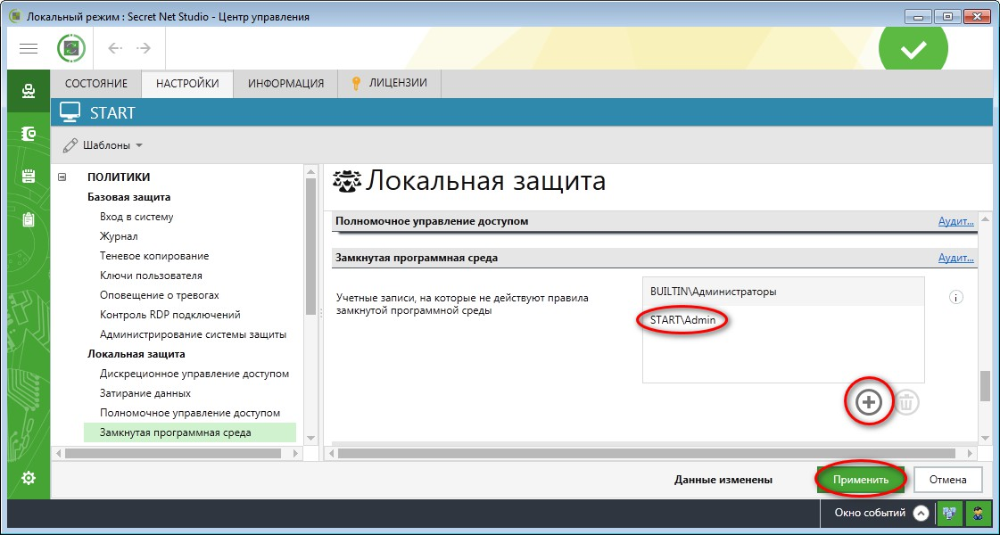 Локальный режим : Secret Net Studio - Центр управления
СОСТОЯНИЕ
НАСТРОЙКИ
ИНФОРМАЦИЯ
ЛИЦЕНЗИИ
START
Шаблоны
ПОЛИТИКИ
Базовая защита
Вход в систему
Журнал
Теневое копирование
Ключи пользователя
Оповещение о тревогах
Контроль RDP подключений
Администрирование системы защиты
Локальная защита
Дискреционное управление доступом
Затирание данных
Полномочное управление доступом
Замкнутая программная среда
Локальная защита
Полномочное управление доступом
Аудит...
Замкнутая программная среда
Аудит...
Учетные записи, на которые не действуют правила
замкнутой программной среды
BUILTIN\Администраторы
START\Admin
Данные изменены
Применить
Отмена
Окно событий